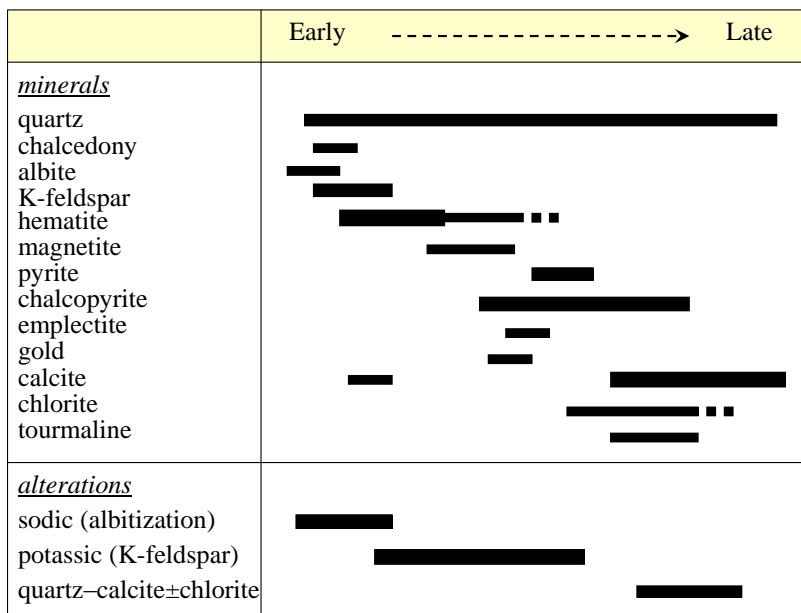 Early Late
minerals
quartz
chalcedony
albite
K-feldspar
hematite
magnetite
pyrite
chalcopyrite
emplectite
gold
calcite
chlorite
tourmaline
alterations
sodic (albitization)
potassic (K-feldspar)
quartz–calcite±chlorite